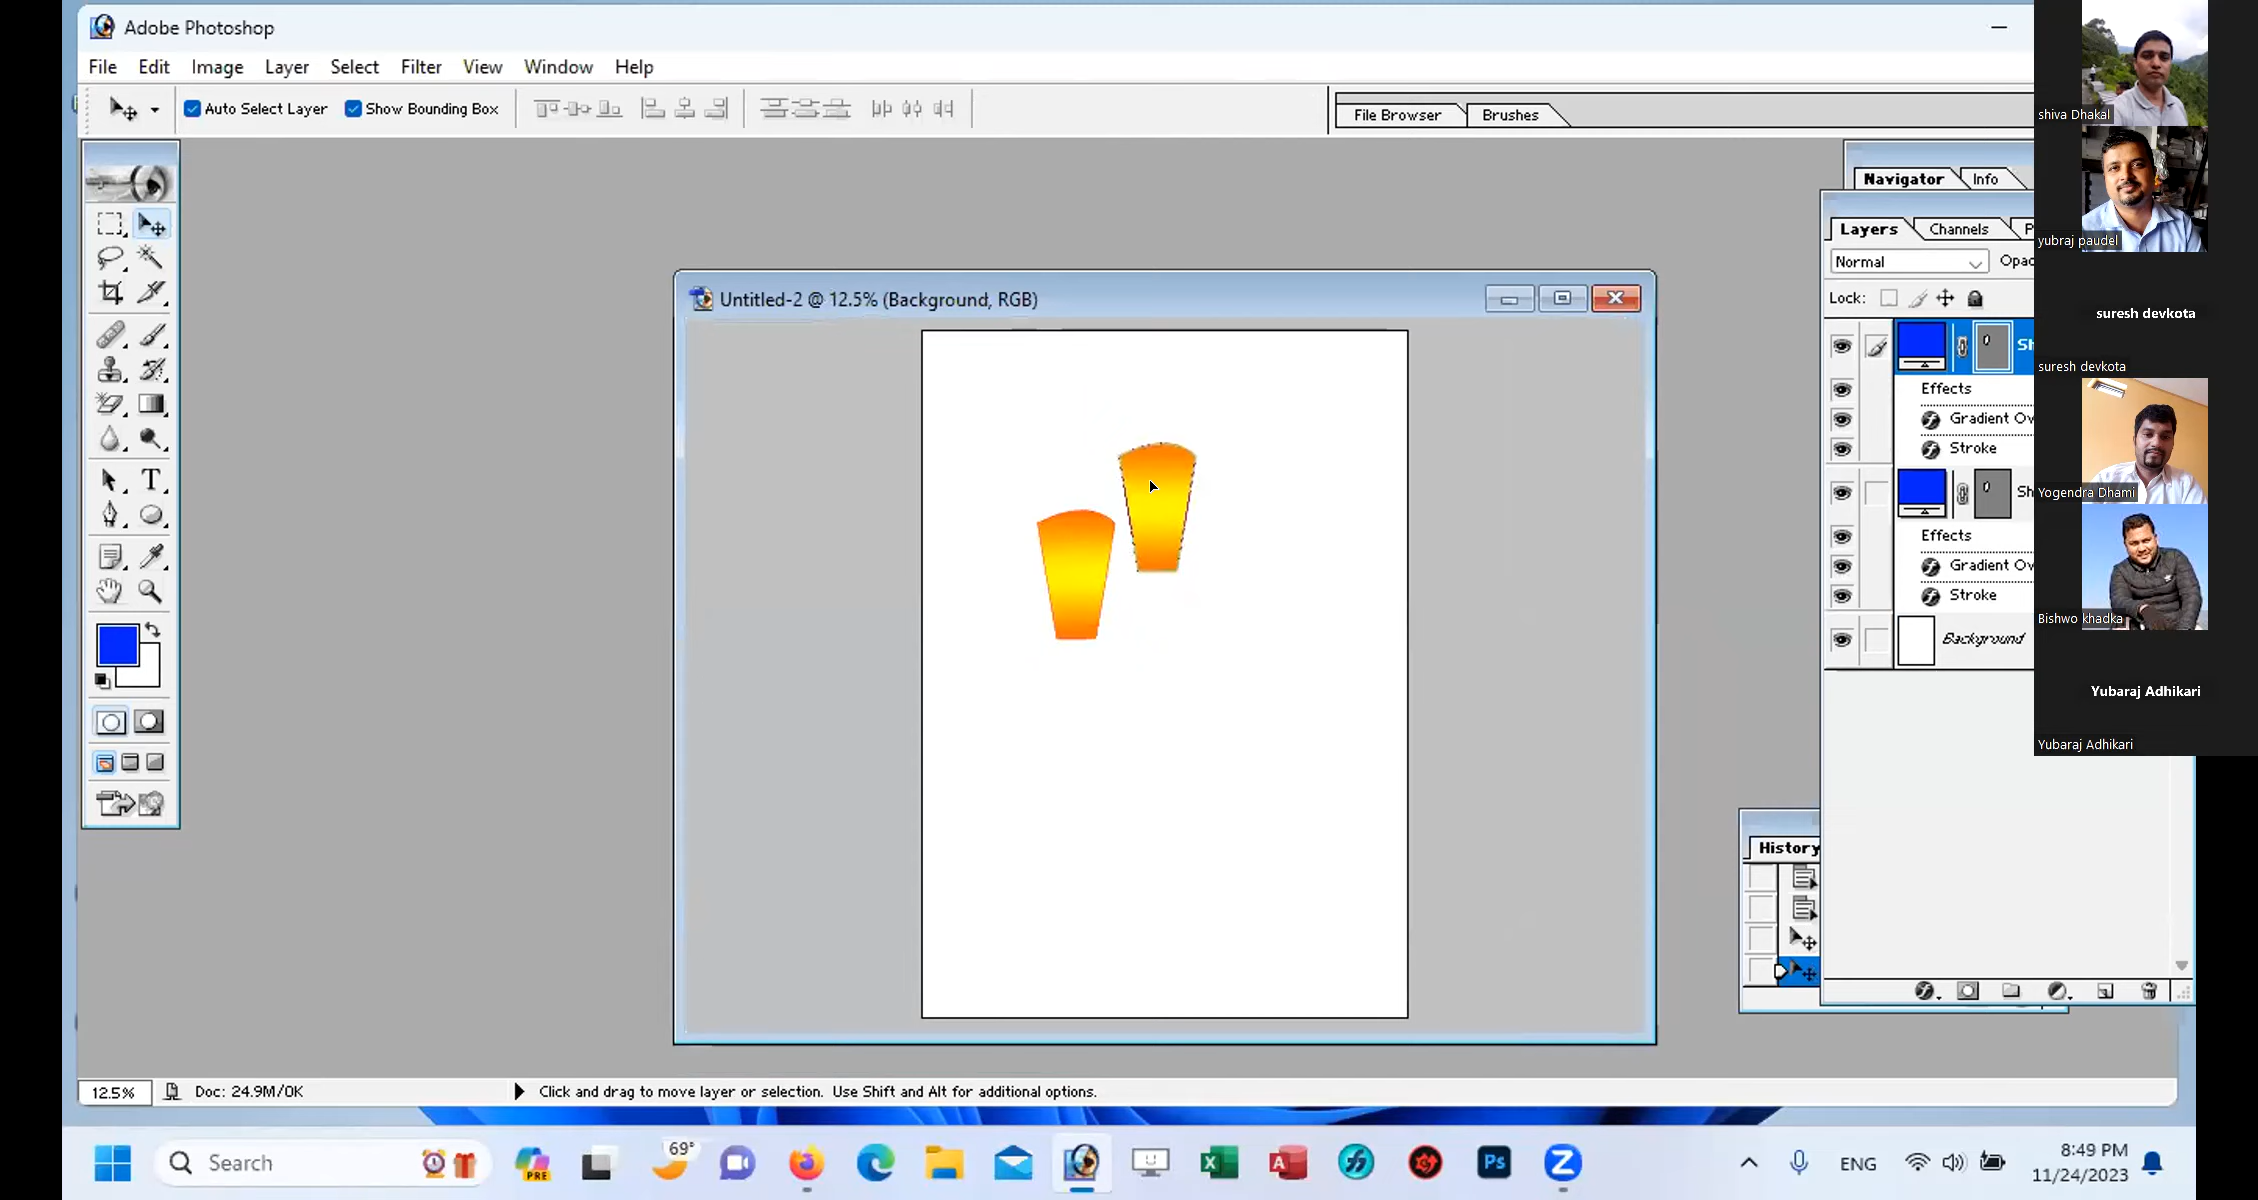 Adobe Photoshop
File Edit Image Layer Select Filter View Window Help
Auto Select Layer Show Bounding Box
File Browser Brushes
Navigator Info
Layers Channels
Normal
Lock:
Effects
Gradient Ov
Stroke
Effects
Gradient Ov
Stroke
Background
Untitled-2 @ 12.5% (Background, RGB)
T
History
12.5% Doc: 24.9M/0K Click and drag to move layer or selection. Use Shift and Alt for additional options.
shiva Dhakal
yubraj paudel
suresh devkota
suresh devkota
Yogendra Dhami
Bishwo khadka
Yubaraj Adhikari
Yubaraj Adhikari
Search
PRE
69°
Ps
ENG
8:49 PM
11/24/2023